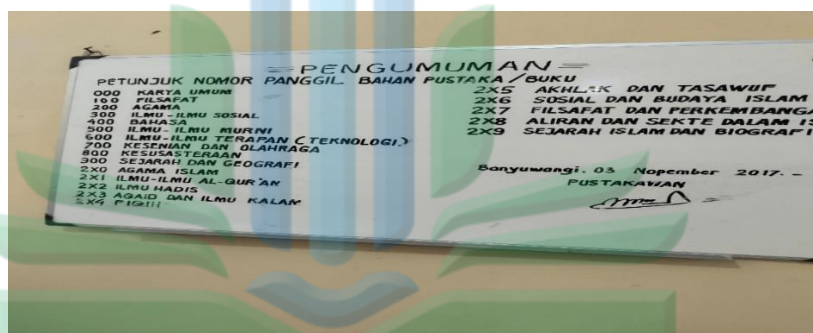 = PENGUMUMAN =
PETUNJUK NOMOR PANGGIL BAHAN PUSTAKA / BUKU
000 KARYA UMUM
100 FILSAFAT
200 AGAMA
300 ILMU-ILMU SOSIAL
400 BAHASA
500 ILMU-ILMU MURNI
600 ILMU-ILMU TERAPAN (TEKNOLOGI)
700 KESENIAN DAN OLAHRAGA
800 KESUSASTERAAN
900 SEJARAH DAN GEOGRAFI
2X0 AGAMA ISLAM
2X1 ILMU-ILMU AL-QUR'AN
2X2 ILMU HADIS
2X3 AQAID DAN ILMU KALAM
2X4 FIQIH
2X5 AKHLAK DAN TASAWUF
2X6 SOSIAL DAN BUDAYA ISLAM
2X7 FILSAFAT DAN PERKEMBANGA
2X8 ALIRAN DAN SEKTE DALAM IS
2X9 SEJARAH ISLAM DAN BIOGRAFI
Banyuwangi. 03 Nopember 2017. -
PUSTAKAWAN